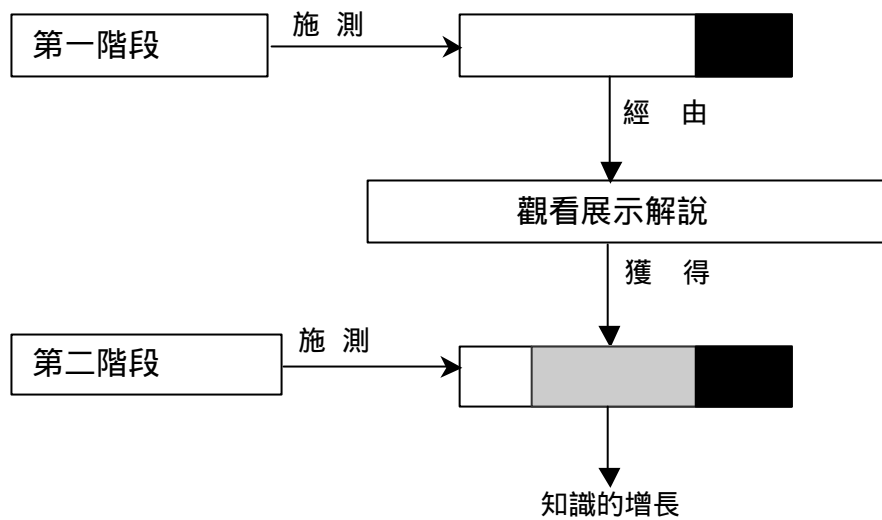 施 測
第一階段
經 由
觀看展示解說
獲 得
施 測
第二階段
知識的增長